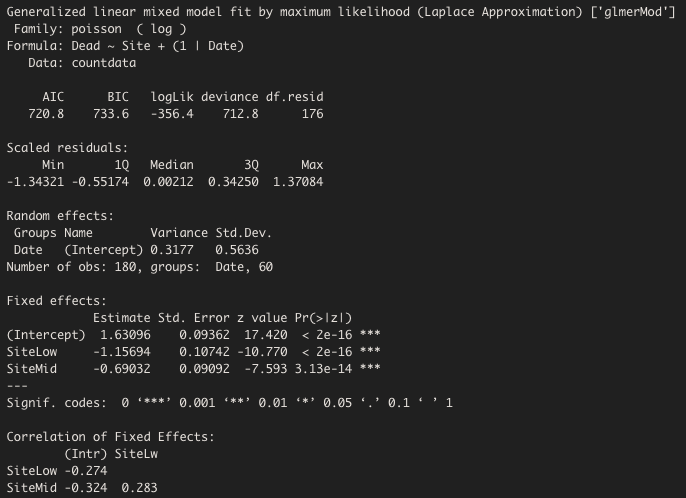 Generalized linear mixed model fit by maximum likelihood (Laplace Approximation) ['glmerMod']
 Family: poisson  ( log )
Formula: Dead ~ Site + (1 | Date)
   Data: countdata

     AIC      BIC   logLik deviance df.resid
   720.8    733.6   -356.4    712.8      176

Scaled residuals:
     Min       1Q   Median       3Q      Max
-1.34321 -0.55174  0.00212  0.34250  1.37084

Random effects:
 Groups Name        Variance Std.Dev.
 Date   (Intercept) 0.3177   0.5636
Number of obs: 180, groups:  Date, 60

Fixed effects:
            Estimate Std. Error z value Pr(>|z|)
(Intercept)  1.63096    0.09362  17.420  < 2e-16 ***
SiteLow     -1.15694    0.10742 -10.770  < 2e-16 ***
SiteMid     -0.69032    0.09092  -7.593 3.13e-14 ***
---
Signif. codes:  0 ‘***’ 0.001 ‘**’ 0.01 ‘*’ 0.05 ‘.’ 0.1 ‘ ’ 1

Correlation of Fixed Effects:
        (Intr) SiteLw
SiteLow -0.274
SiteMid -0.324  0.283